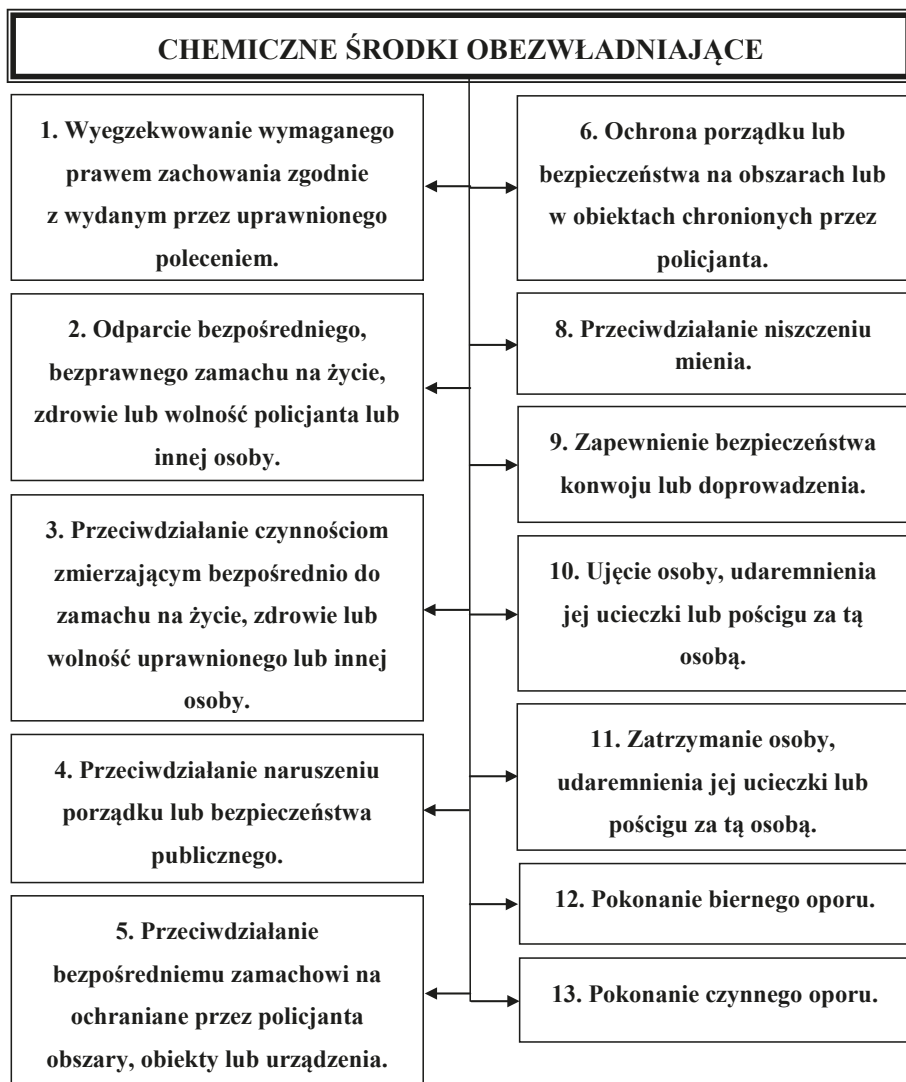 CHEMICZNE ŚRODKI OBEZWŁADNIAJĄCE
1. Wyegzekwowanie wymaganego
prawem zachowania zgodnie
z wydanym przez uprawnionego
poleceniem.
2. Odparcie bezpośredniego,
bezprawnego zamachu na życie,
zdrowie lub wolność policjanta lub
innej osoby.
3. Przeciwdziałanie czynnościom
zmierzającym bezpośrednio do
zamachu na życie, zdrowie lub
wolność uprawnionego lub innej
osoby.
4. Przeciwdziałanie naruszeniu
porządku lub bezpieczeństwa
publicznego.
5. Przeciwdziałanie
bezpośredniemu zamachowi na
ochraniane przez policjanta
obszary, obiekty lub urządzenia.
6. Ochrona porządku lub
bezpieczeństwa na obszarach lub
w obiektach chronionych przez
policjanta.
8. Przeciwdziałanie niszczeniu
mienia.
9. Zapewnienie bezpieczeństwa
konwoju lub doprowadzenia.
10. Ujęcie osoby, udaremnienia
jej ucieczki lub pościgu za tą
osobą.
11. Zatrzymanie osoby,
udaremnienia jej ucieczki lub
pościgu za tą osobą.
12. Pokonanie biernego oporu.
13. Pokonanie czynnego oporu.